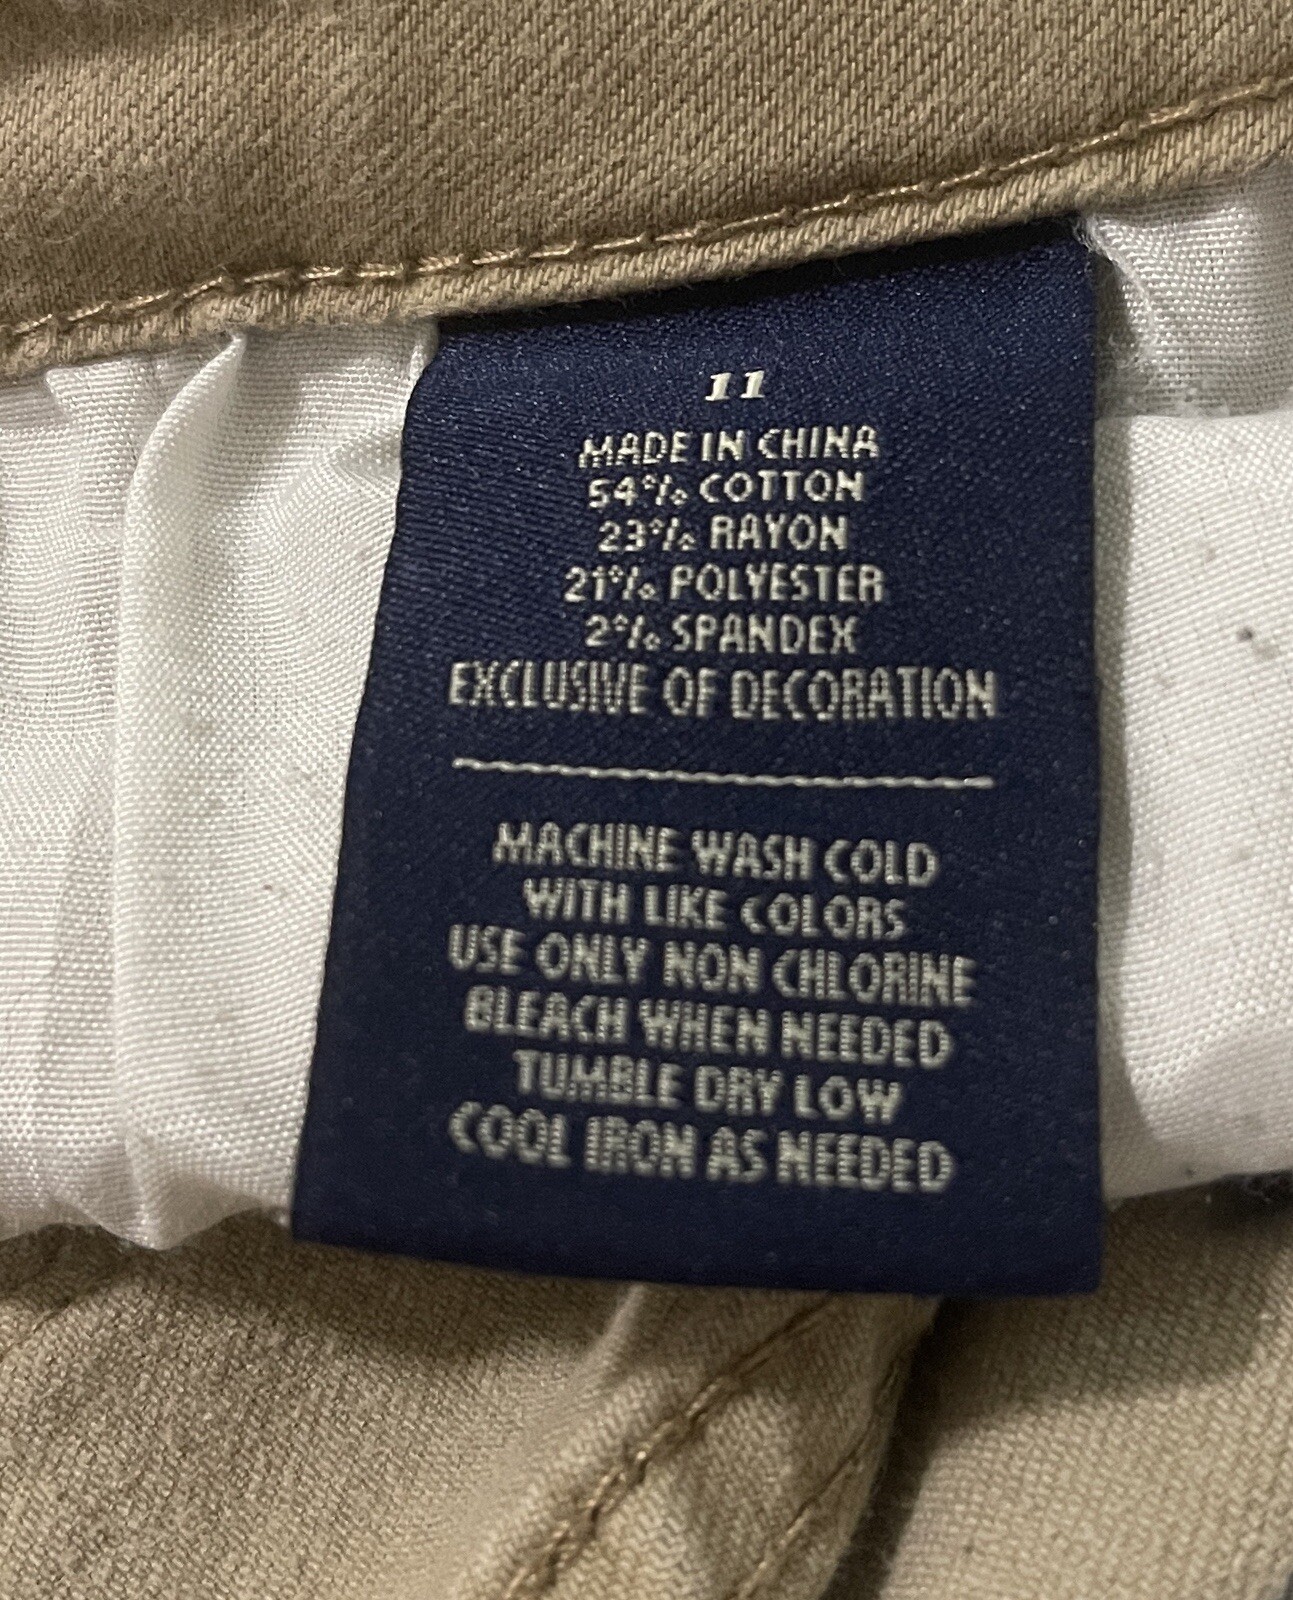 11
MADE IN CHINA
54% COTTON
23% RAYON
21% POLYESTER
2% SPANDEX
EXCLUSIVE OF DECORATION
MACHINE WASH COLD
WITH LIKE COLORS
USE ONLY NON CHLORINE
BLEACH WHEN NEEDED
TUMBLE DRY LOW
COOL IRON AS NEEDED